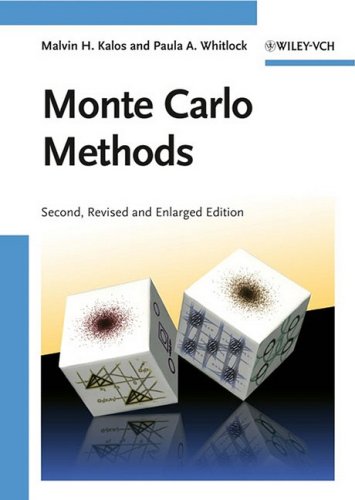 Malvin H. Kalos and Paula A. Whitlock
WILEY-VCH
Monte Carlo
Methods
Second, Revised and Enlarged Edition